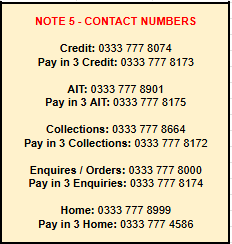 NOTE 5 - CONTACT NUMBERS
Credit: 0333 777 8074
Pay in 3 Credit: 0333 777 8173
AIT: 0333 777 8901
Pay in 3 AIT: 0333 777 8175
Collections: 0333 777 8664
Pay in 3 Collections: 0333 777 8172
Enquires / Orders: 0333 777 8000
Pay in 3 Enquiries: 0333 777 8174
Home: 0333 777 8999
Pay in 3 Home: 0333 777 4586